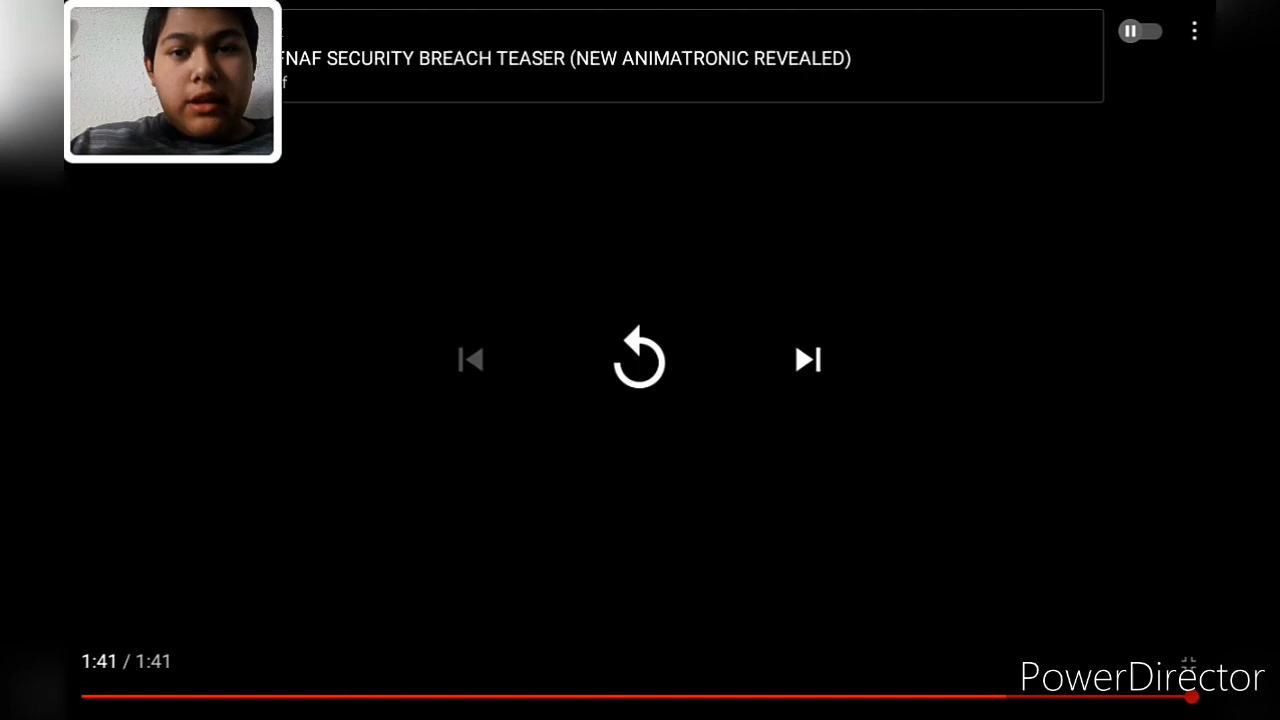 FNAF SECURITY BREACH TEASER (NEW ANIMATRONIC REVEALED)
f
1:41 / 1:41
PowerDirector